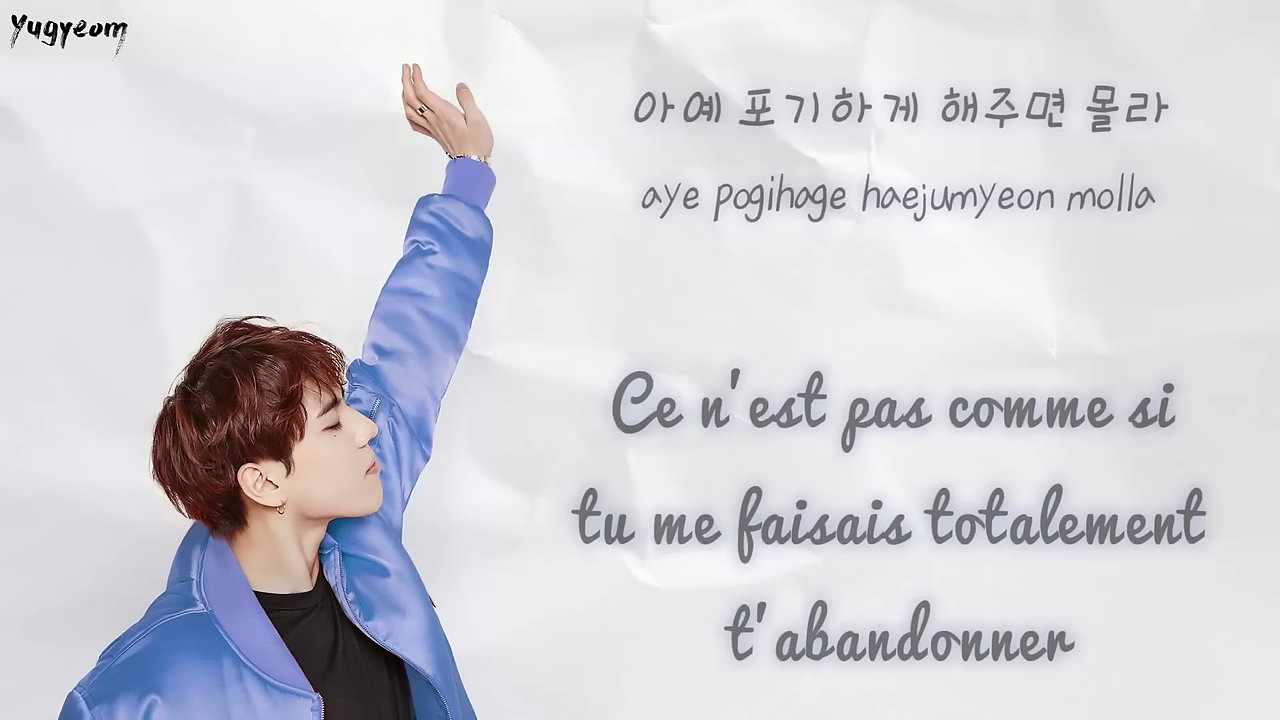 Yugyeom
아예 포기하게 해주면 몰라
aye pogihage haejumyeon molla
Ce n'est pas comme si
tu me faisais totalement
t'abandonner